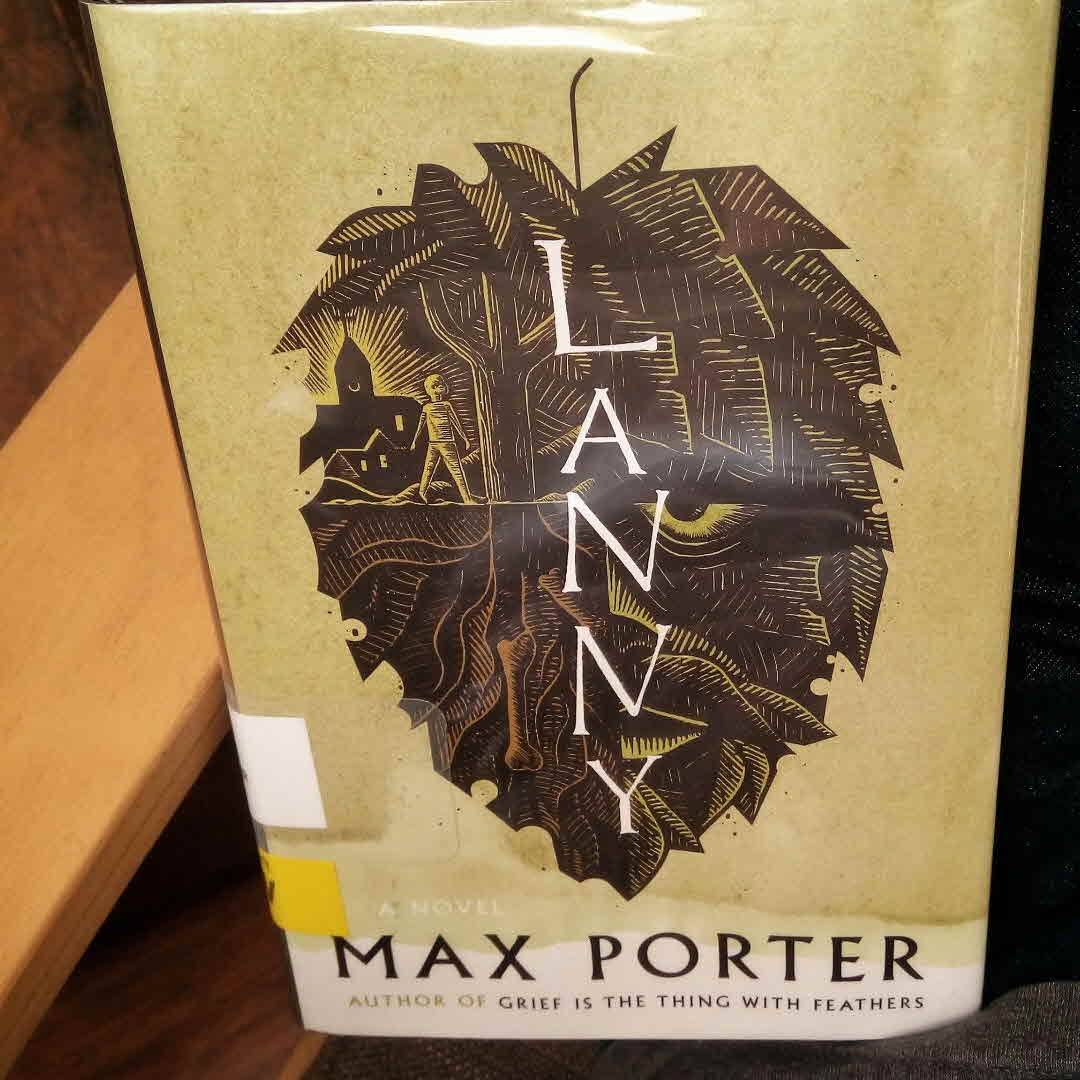 LANNY
A NOVEL
MAX PORTER
AUTHOR OF GRIEF IS THE THING WITH FEATHERS